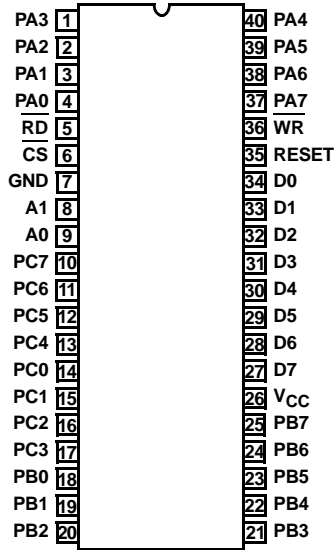 PA3 1 40 PA4
PA2 2 39 PA5
PA1 3 38 PA6
PA0 4 37 PA7
RD 5 36 WR
CS 6 35 RESET
GND 7 34 D0
A1 8 33 D1
A0 9 32 D2
PC7 10 31 D3
PC6 11 30 D4
PC5 12 29 D5
PC4 13 28 D6
PC0 14 27 D7
PC1 15 26 VCC
PC2 16 25 PB7
PC3 17 24 PB6
PB0 18 23 PB5
PB1 19 22 PB4
PB2 20 21 PB3